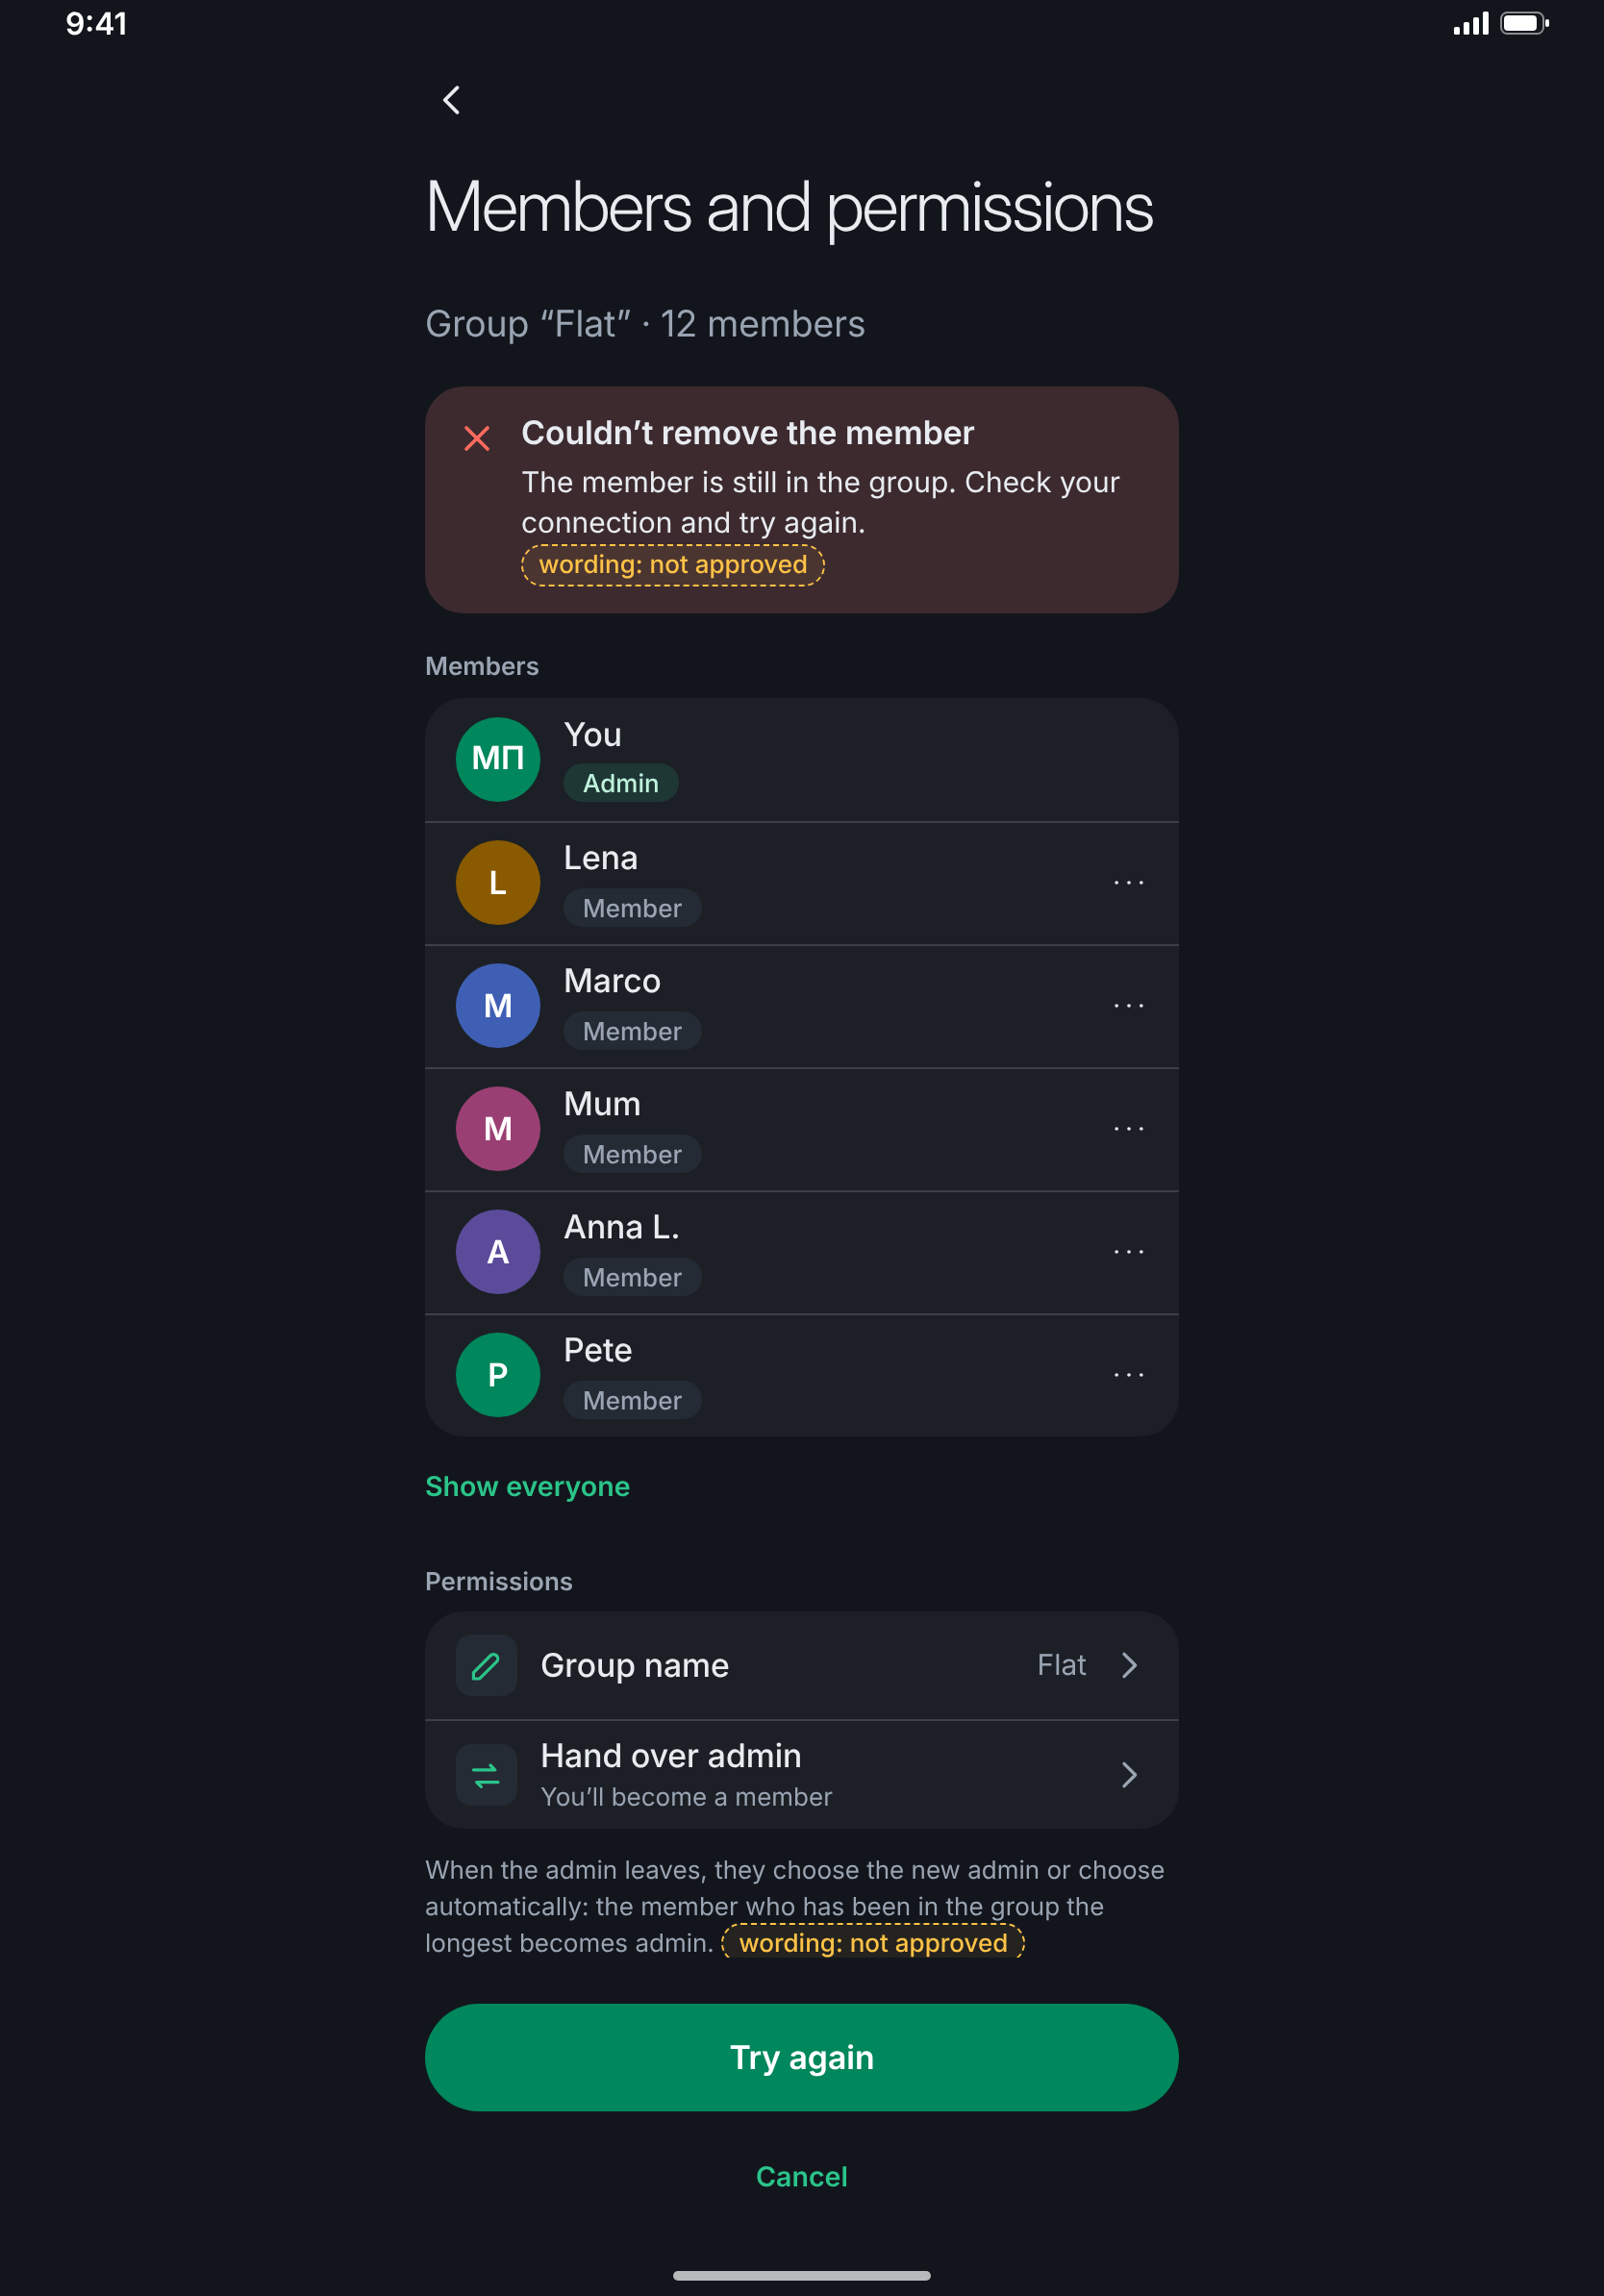 9:41
Members and permissions
Group “Flat” · 12 members
Couldn’t remove the member
The member is still in the group. Check your
connection and try again.
wording: not approved
Members
МП
You
Admin
L
Lena
Member
M
Marco
Member
M
Mum
Member
A
Anna L.
Member
P
Pete
Member
Show everyone
Permissions
Group name
Flat
Hand over admin
You’ll become a member
When the admin leaves, they choose the new admin or choose
automatically: the member who has been in the group the
longest becomes admin. wording: not approved
Try again
Cancel